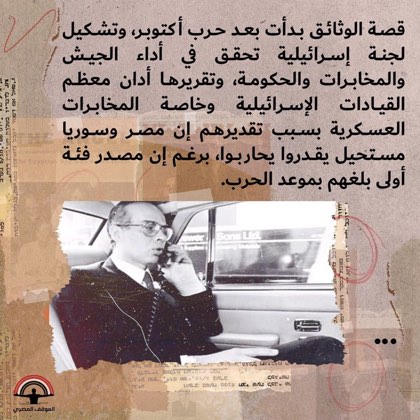 قصة الوثائق بدأت بعد حرب أكتوبر، وتشكيل
لجنة إسرائيلية تحقق في أداء الجيش
والمخابرات والحكومة، وتقريرها أدان معظم
القيادات الإسرائيلية وخاصة المخابرات
العسكرية بسبب تقديرهم إن مصر وسوريا
مستحيل يقدروا يحاربوا، برغم إن مصدر فئة
أولى بلغهم بموعد الحرب.
Sons Ltd.
...
الموقف المصري